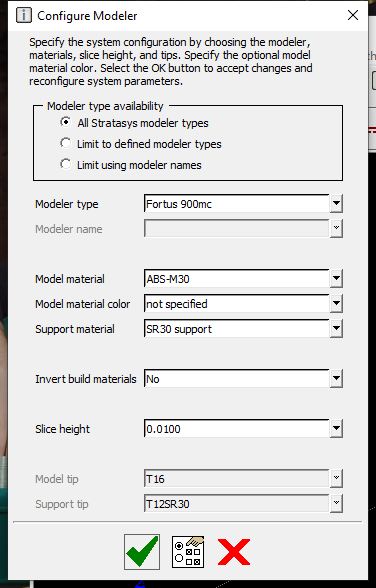 Configure Modeler
Specify the system configuration by choosing the modeler,
materials, slice height, and tips. Specify the optional model
material color. Select the OK button to accept changes and
reconfigure system parameters.
Modeler type availability
All Stratasys modeler types
Limit to defined modeler types
Limit using modeler names
Modeler type Fortus 900mc
Modeler name
Model material ABS-M30
Model material color not specified
Support material SR30 support
Invert build materials No
Slice height 0.0100
Model tip T16
Support tip T12SR30